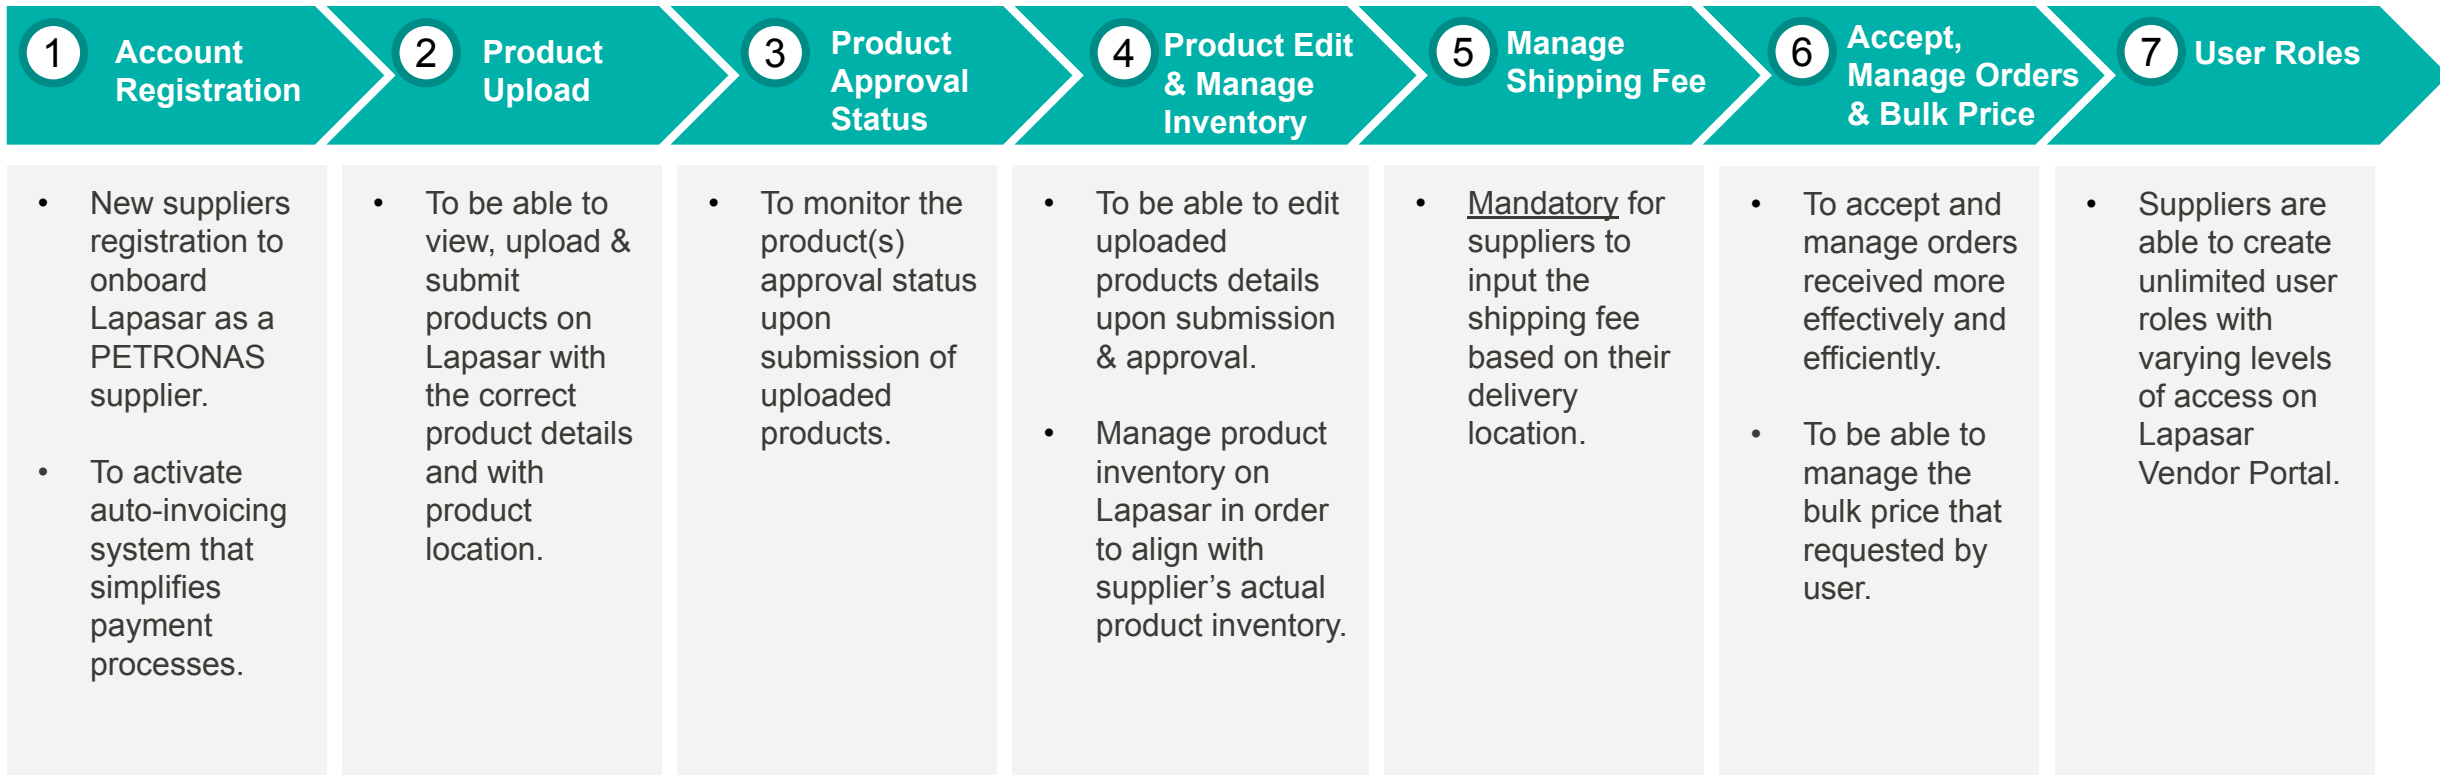 1
Account
Registration
2
Product
Upload
3
Product
Approval
Status
4
Product Edit
& Manage
Inventory
5
Manage
Shipping Fee
6
Accept,
Manage Orders
& Bulk Price
7
User Roles
• New suppliers
registration to
onboard
Lapasar as a
PETRONAS
supplier.
• To activate
auto-invoicing
system that
simplifies
payment
processes.
• To be able to
view, upload &
submit
products on
Lapasar with
the correct
product details
and with
product
location.
• To monitor the
product(s)
approval status
upon
submission of
uploaded
products.
• To be able to edit
uploaded
products details
upon submission
& approval.
• Manage product
inventory on
Lapasar in order
to align with
supplier’s actual
product inventory.
• Mandatory for
suppliers to
input the
shipping fee
based on their
delivery
location.
• To accept and
manage orders
received more
effectively and
efficiently.
• To be able to
manage the
bulk price that
requested by
user.
• Suppliers are
able to create
unlimited user
roles with
varying levels
of access on
Lapasar
Vendor Portal.